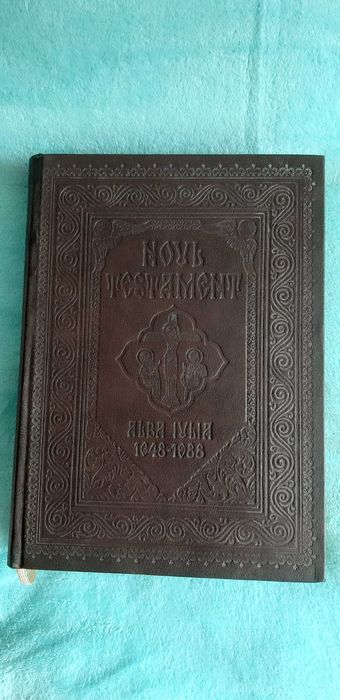 NOUL
TESTAMENT
ALBA IULIA
1648-1988